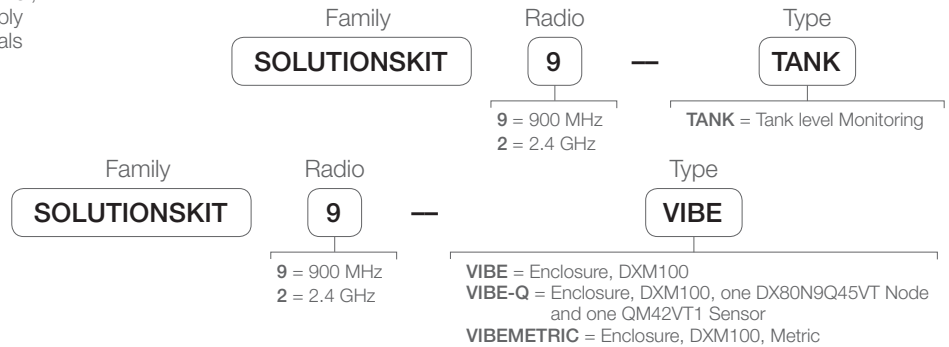 ply
als
Family Radio Type
SOLUTIONSKIT 9 — TANK
9 = 900 MHz TANK = Tank level Monitoring
2 = 2.4 GHz
Family Radio Type
SOLUTIONSKIT 9 — VIBE
9 = 900 MHz VIBE = Enclosure, DXM100
2 = 2.4 GHz VIBE-Q = Enclosure, DXM100, one DX80N9Q45VT Node
and one QM42VT1 Sensor
VIBEMETRIC = Enclosure, DXM100, Metric